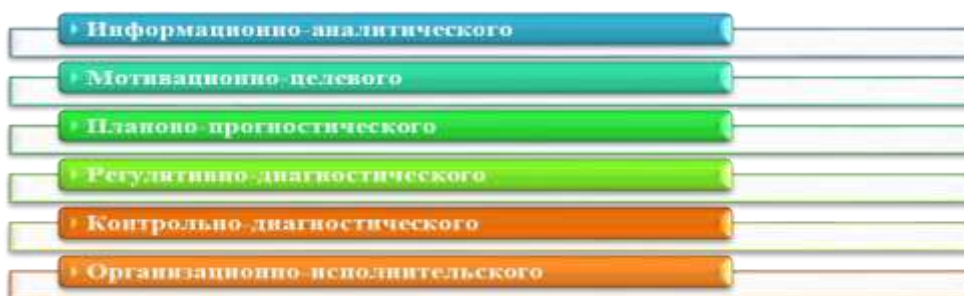 Информационно-аналитического
Мотивационно-целевого
Планово-прогностического
Регулятивно-диагностического
Контрольно-диагностического
Организационно-исполнительского